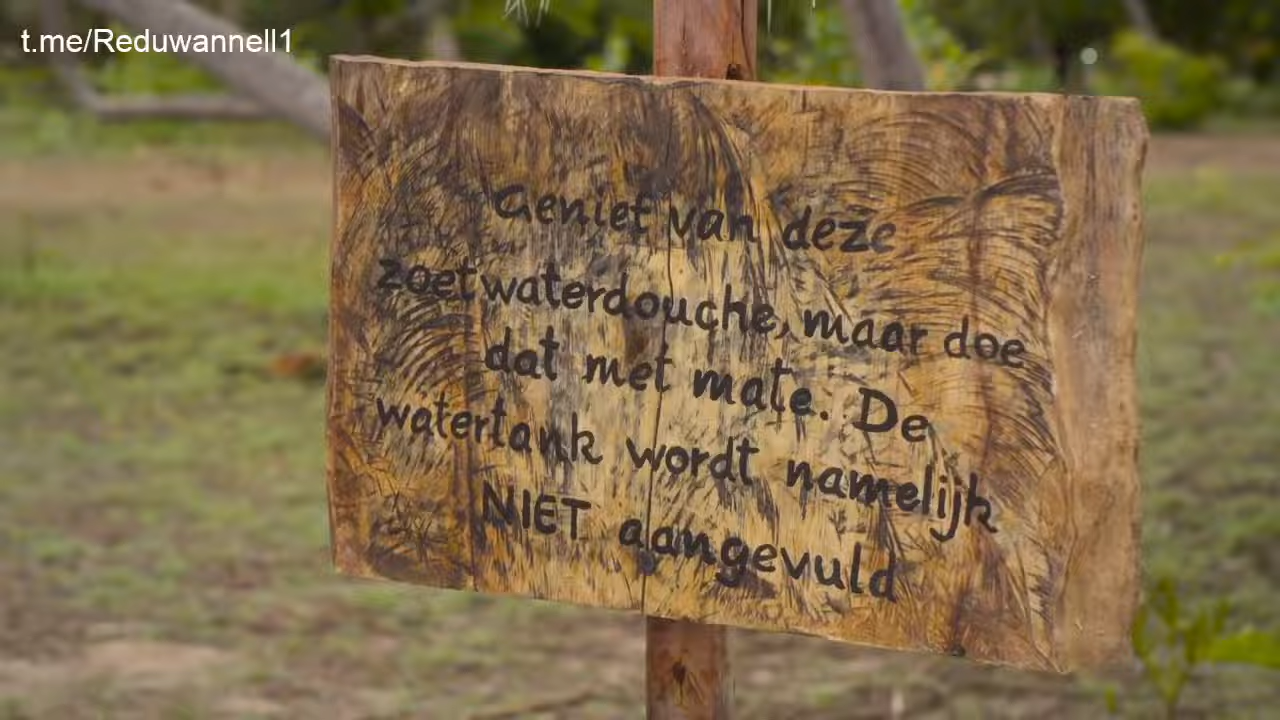 t.me/Reduwannell1
Geniet van deze
zoetwaterdouche, maar doe
dat met mate. De
watertank wordt namelijk
NIET aangevuld